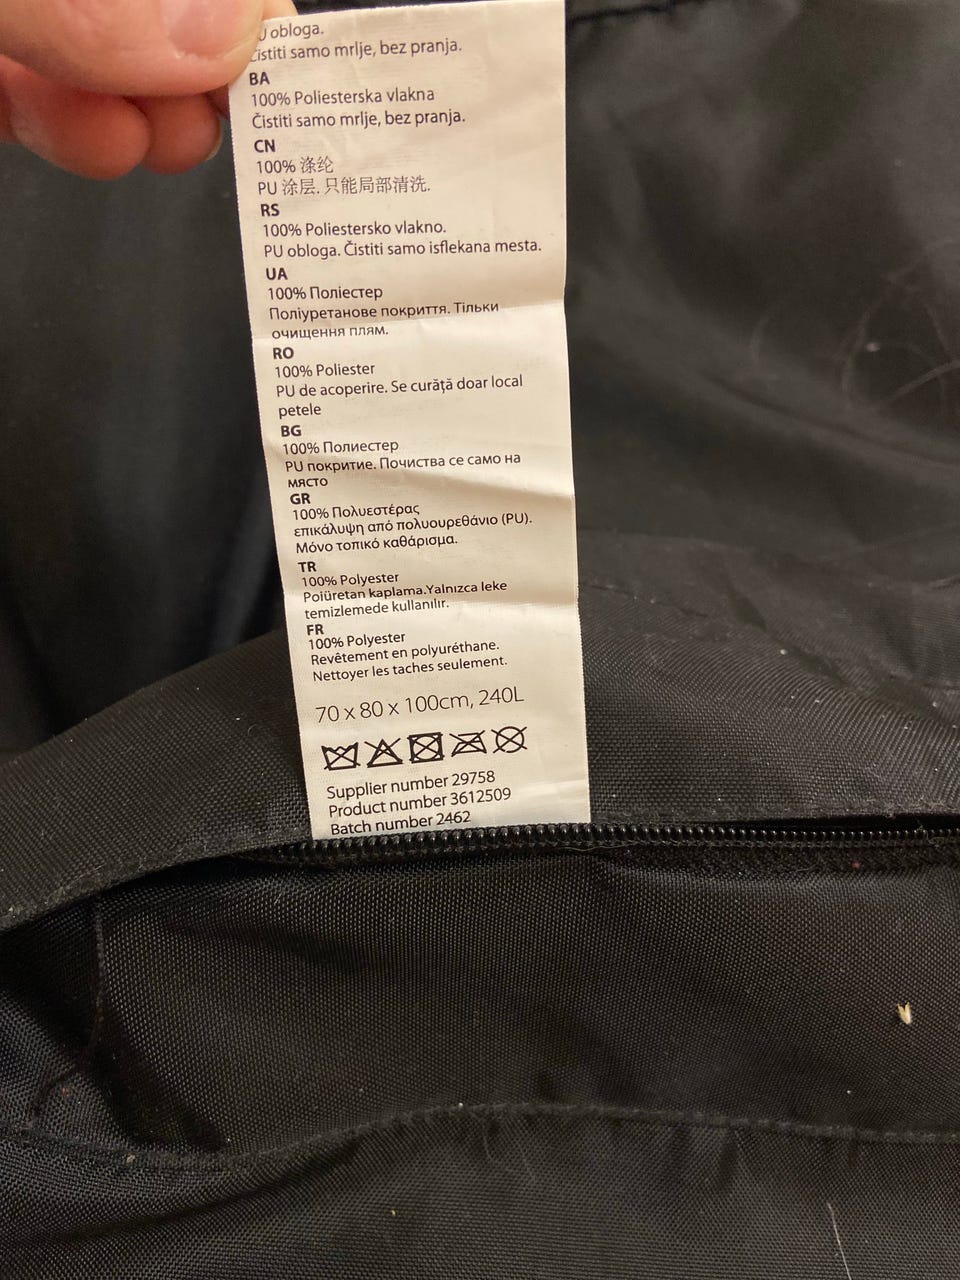 PU obloga.
Čistiti samo mrlje, bez pranja.
BA
100% Poliesterska vlakna
Čistiti samo mrlje, bez pranja.
CN
100% 涤纶
PU 涂层. 只能局部清洗.
RS
100% Poliestersko vlakno.
PU obloga. Čistiti samo isflekana mesta.
UA
100% Поліестер
Поліуретанове покриття. Тільки
очищення плям.
RO
100% Poliester
PU de acoperire. Se curăță doar local
petele
BG
100% Полиестер
PU покритие. Почиства се само на
място
GR
100% Πολυεστέρας
επικάλυψη από πολυουρεθάνιο (PU).
Μόνο τοπικό καθάρισμα.
TR
100% Polyester
Poiüretan kaplama.Yalnızca leke
temizlemede kullanılır.
FR
100% Polyester
Revêtement en polyuréthane.
Nettoyer les taches seulement.
70 x 80 x 100cm, 240L
Supplier number 29758
Product number 3612509
Batch number 2462